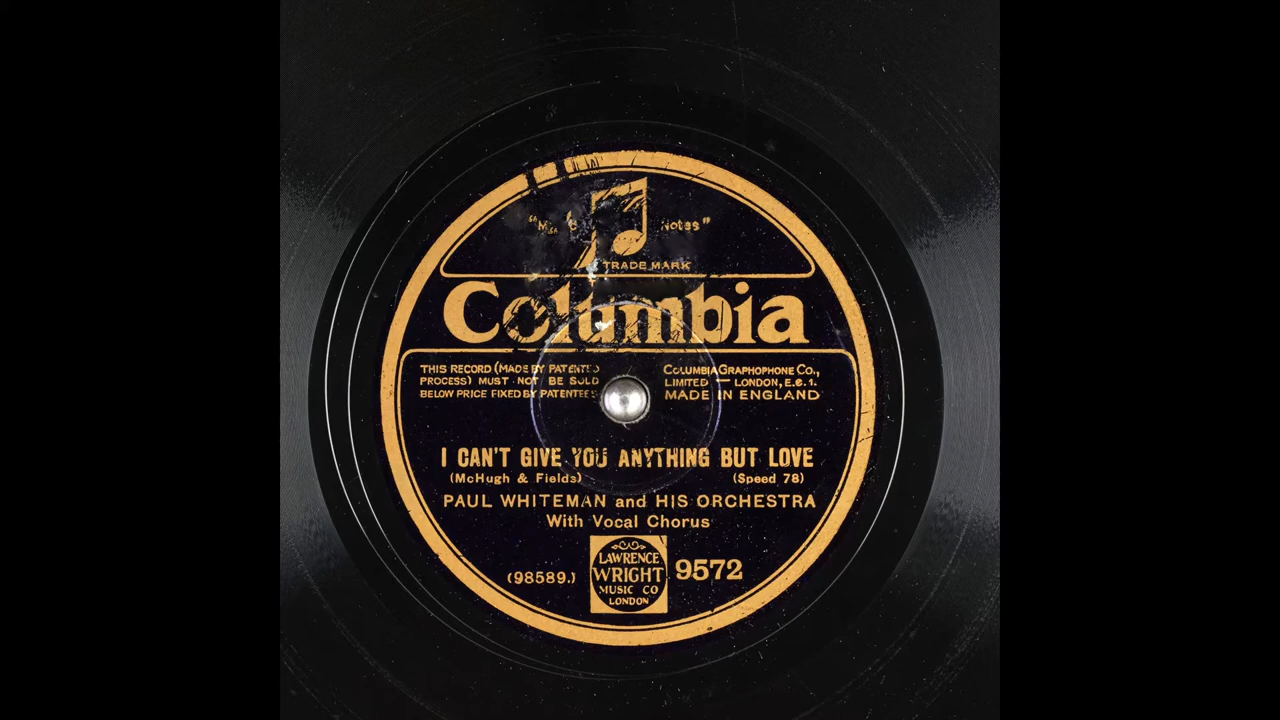 Notes"
TRADE MARK
Columbia
THIS RECORD (MADE BY PATENTED
PROCESS) MUST NOT BE SOLD
BELOW PRICE FIXED BY PATENTEES
COLUMBIA GRAPHOPHONE CO.,
LIMITED — LONDON, E.C.1.
MADE IN ENGLAND
I CAN'T GIVE YOU ANYTHING BUT LOVE
(McHugh & Fields) (Speed 78)
PAUL WHITEMAN and HIS ORCHESTRA
With Vocal Chorus
(98589.)
LAWRENCE
WRIGHT
MUSIC CO
LONDON
9572